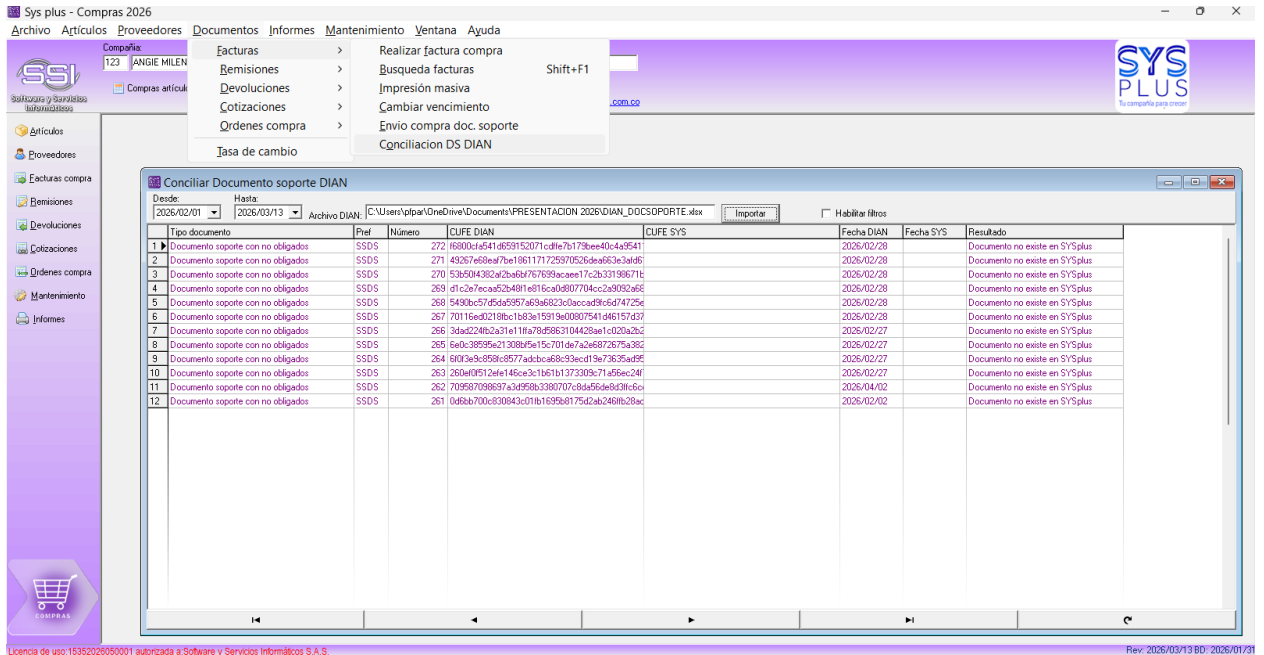 Sys plus - Compras 2026
Archivo Artículos Proveedores Documentos Informes Mantenimiento Ventana Ayuda
Compañia:
123 ANGIE MILEN
Compras artícul
.com.co
SSI
Software y Servicios
Informáticos
SYS
PLUS
Tu compañía para crecer
Facturas
Remisiones
Devoluciones
Cotizaciones
Ordenes compra
Tasa de cambio
Realizar factura compra
Busqueda facturas Shift+F1
Impresión masiva
Cambiar vencimiento
Envio compra doc. soporte
Conciliacion DS DIAN
Artículos
Proveedores
Facturas compra
Remisiones
Devoluciones
Cotizaciones
Ordenes compra
Mantenimiento
Informes
COMPRAS
Conciliar Documento soporte DIAN
Desde: Hasta:
2026/02/01 2026/03/13 Archivo DIAN: C:\Users\pfpar\OneDrive\Documents\PRESENTACION 2026\DIAN_DOCSOPORTE.xlsx Importar Habilitar filtros
Tipo documento Pref Número CUFE DIAN CUFE SYS Fecha DIAN Fecha SYS Resultado
1 Documento soporte con no obligados SSDS 272 2026/02/28 Documento no existe en SYSplus
2 Documento soporte con no obligados SSDS 271 2026/02/28 Documento no existe en SYSplus
3 Documento soporte con no obligados SSDS 270 2026/02/28 Documento no existe en SYSplus
4 Documento soporte con no obligados SSDS 269 2026/02/28 Documento no existe en SYSplus
5 Documento soporte con no obligados SSDS 268 2026/02/28 Documento no existe en SYSplus
6 Documento soporte con no obligados SSDS 267 2026/02/28 Documento no existe en SYSplus
7 Documento soporte con no obligados SSDS 266 2026/02/27 Documento no existe en SYSplus
8 Documento soporte con no obligados SSDS 265 2026/02/27 Documento no existe en SYSplus
9 Documento soporte con no obligados SSDS 264 2026/02/27 Documento no existe en SYSplus
10 Documento soporte con no obligados SSDS 263 2026/02/27 Documento no existe en SYSplus
11 Documento soporte con no obligados SSDS 262 2026/04/02 Documento no existe en SYSplus
12 Documento soporte con no obligados SSDS 261 2026/02/02 Documento no existe en SYSplus
Licencia de uso:15352026050001 autorizada a:Software y Servicios Informáticos S.A.S.
Rev: 2026/03/13 BD: 2026/01/31